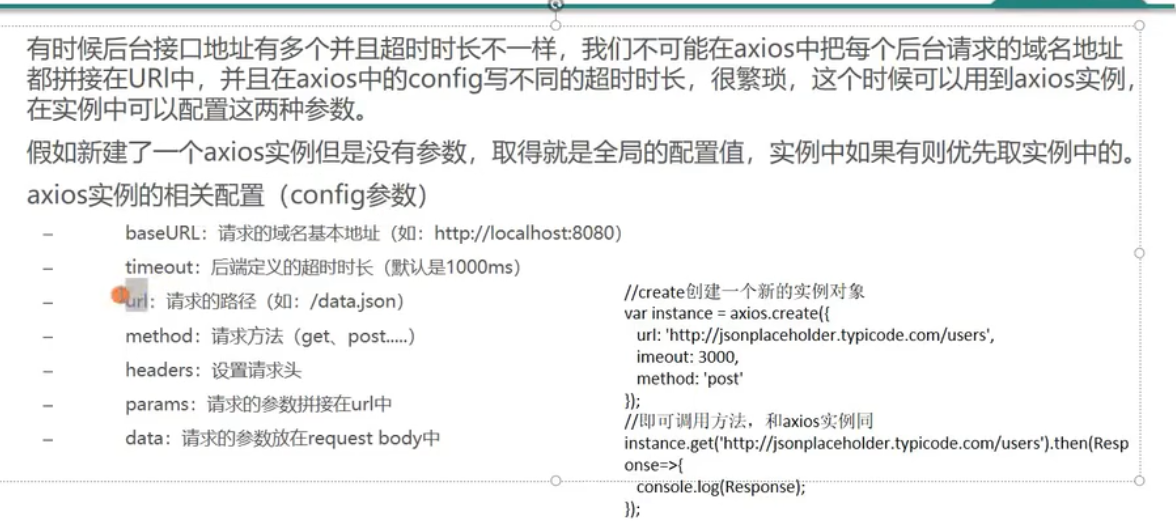 有时候后台接口地址有多个并且超时时长不一样，我们不可能在axios中把每个后台请求的域名地址
都拼接在URl中，并且在axios中的config写不同的超时时长，很繁琐，这个时候可以用到axios实例，
在实例中可以配置这两种参数。
假如新建了一个axios实例但是没有参数，取得就是全局的配置值，实例中如果有则优先取实例中的。
axios实例的相关配置（config参数）
– baseURL：请求的域名基本地址（如：http://localhost:8080）
– timeout：后端定义的超时时长（默认是1000ms）
– url：请求的路径（如：/data.json）
– method：请求方法（get、post.....）
– headers：设置请求头
– params：请求的参数拼接在url中
– data：请求的参数放在request body中
//create创建一个新的实例对象
var instance = axios.create({
url: 'http://jsonplaceholder.typicode.com/users',
imeout: 3000,
method: 'post'
});
//即可调用方法，和axios实例同
instance.get('http://jsonplaceholder.typicode.com/users').then(Resp
onse=>{
console.log(Response);
});